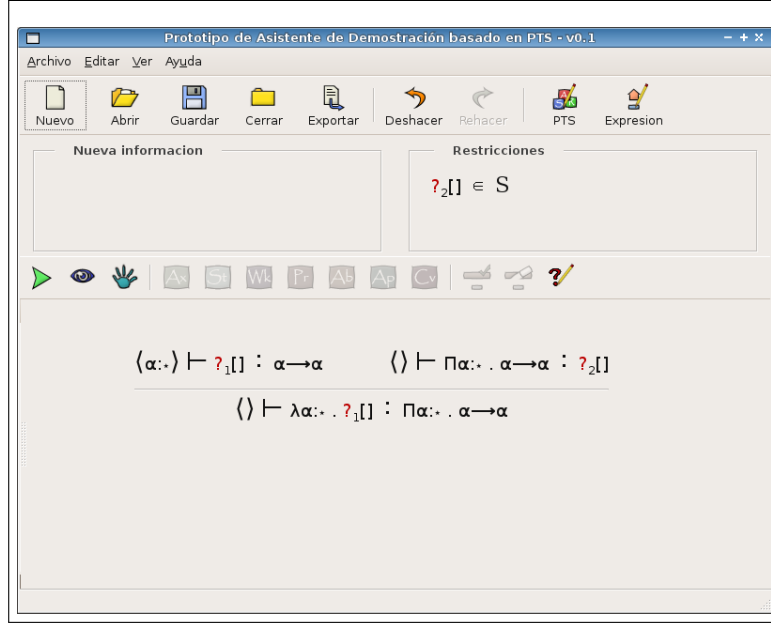 Prototipo de Asistente de Demostración basado en PTS - v0.1
Archivo Editar Ver Ayuda
Nuevo Abrir Guardar Cerrar Exportar Deshacer Rehacer PTS Expresion
Nueva informacion Restricciones
?₂[] ∈ S
Ax St Wk Pr Ab Ap Cv
⟨α:⋆⟩ ⊢ ?₁[] : α⟶α ⟨⟩ ⊢ Πα:⋆ . α⟶α : ?₂[]
⟨⟩ ⊢ λα:⋆ . ?₁[] : Πα:⋆ . α⟶α